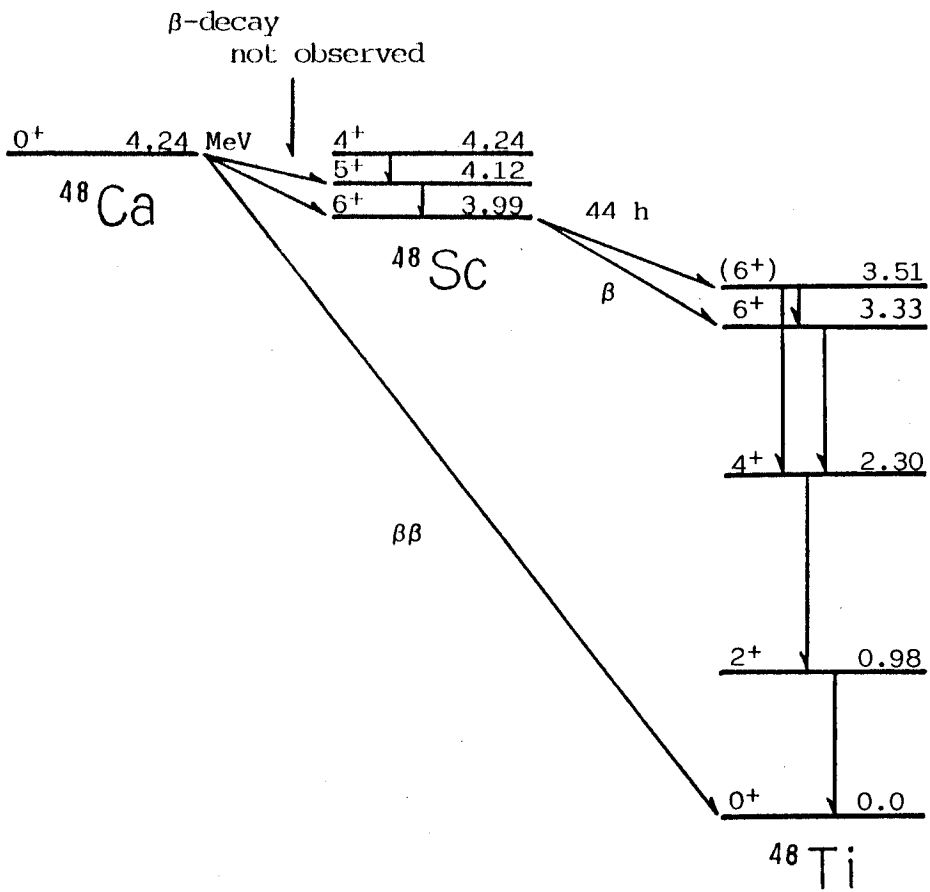 β-decay
not observed
0⁺ 4.24 MeV
⁴⁸Ca
4⁺ 4.24
5⁺ 4.12
6⁺ 3.99
⁴⁸Sc
44 h
β
(6⁺) 3.51
6⁺ 3.33
4⁺ 2.30
ββ
2⁺ 0.98
0⁺ 0.0
⁴⁸Ti